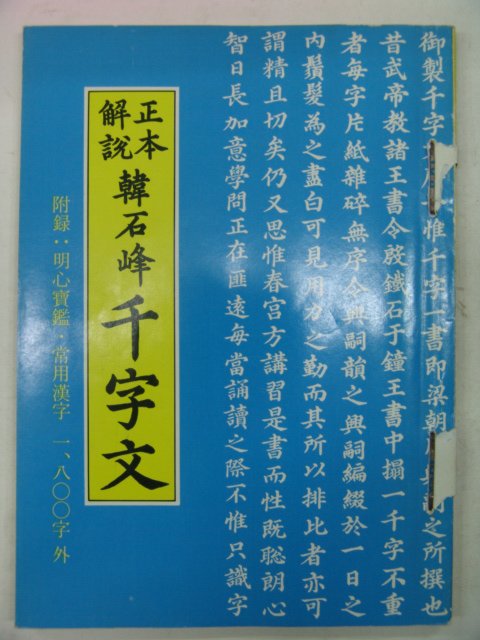 御製千字 惟千字一書即梁朝 之所撰也
昔武帝教諸王書令殷鐵石于鐘王書中搨一千字不重
者每字片紙雜碎無序令興嗣韻之興嗣編綴於一日之
內鬚髮為之盡白可見用力之勤而其所以排比者亦可
謂精且切矣仍又思惟春宮方講習是書而性既聰朗心
智日長加意學問正在匪遠每當誦讀之際不惟只識字
正本
解說
韓石峰千字文
附録：明心寶鑑・常用漢字 一、八〇〇字 外